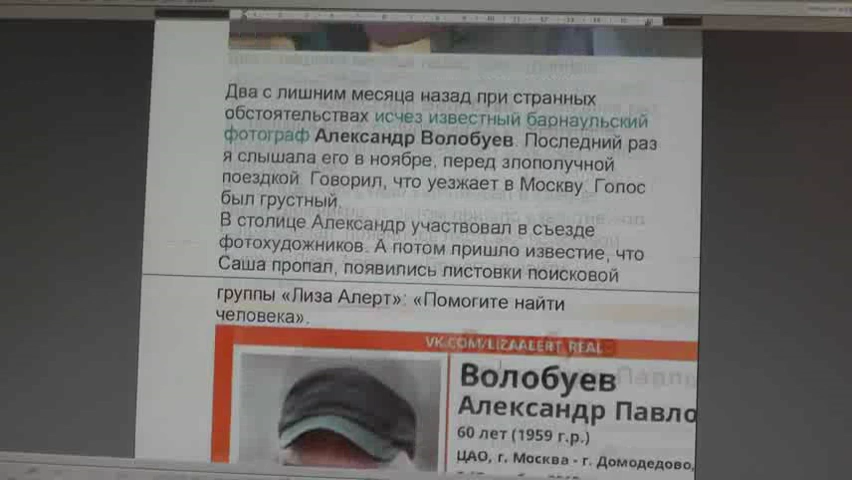 Два с лишним месяца назад при странных
обстоятельствах исчез известный барнаульский
фотограф Александр Волобуев. Последний раз
я слышала его в ноябре, перед злополучной
поездкой. Говорил, что уезжает в Москву. Голос
был грустный.
В столице Александр участвовал в съезде
фотохудожников. А потом пришло известие, что
Саша пропал, появились листовки поисковой
группы «Лиза Алерт»: «Помогите найти
человека».
VK.COM/LIZAALERT_REAL
Волобуев
Александр Павло
60 лет (1959 г.р.)
ЦАО, г. Москва - г. Домодедово,